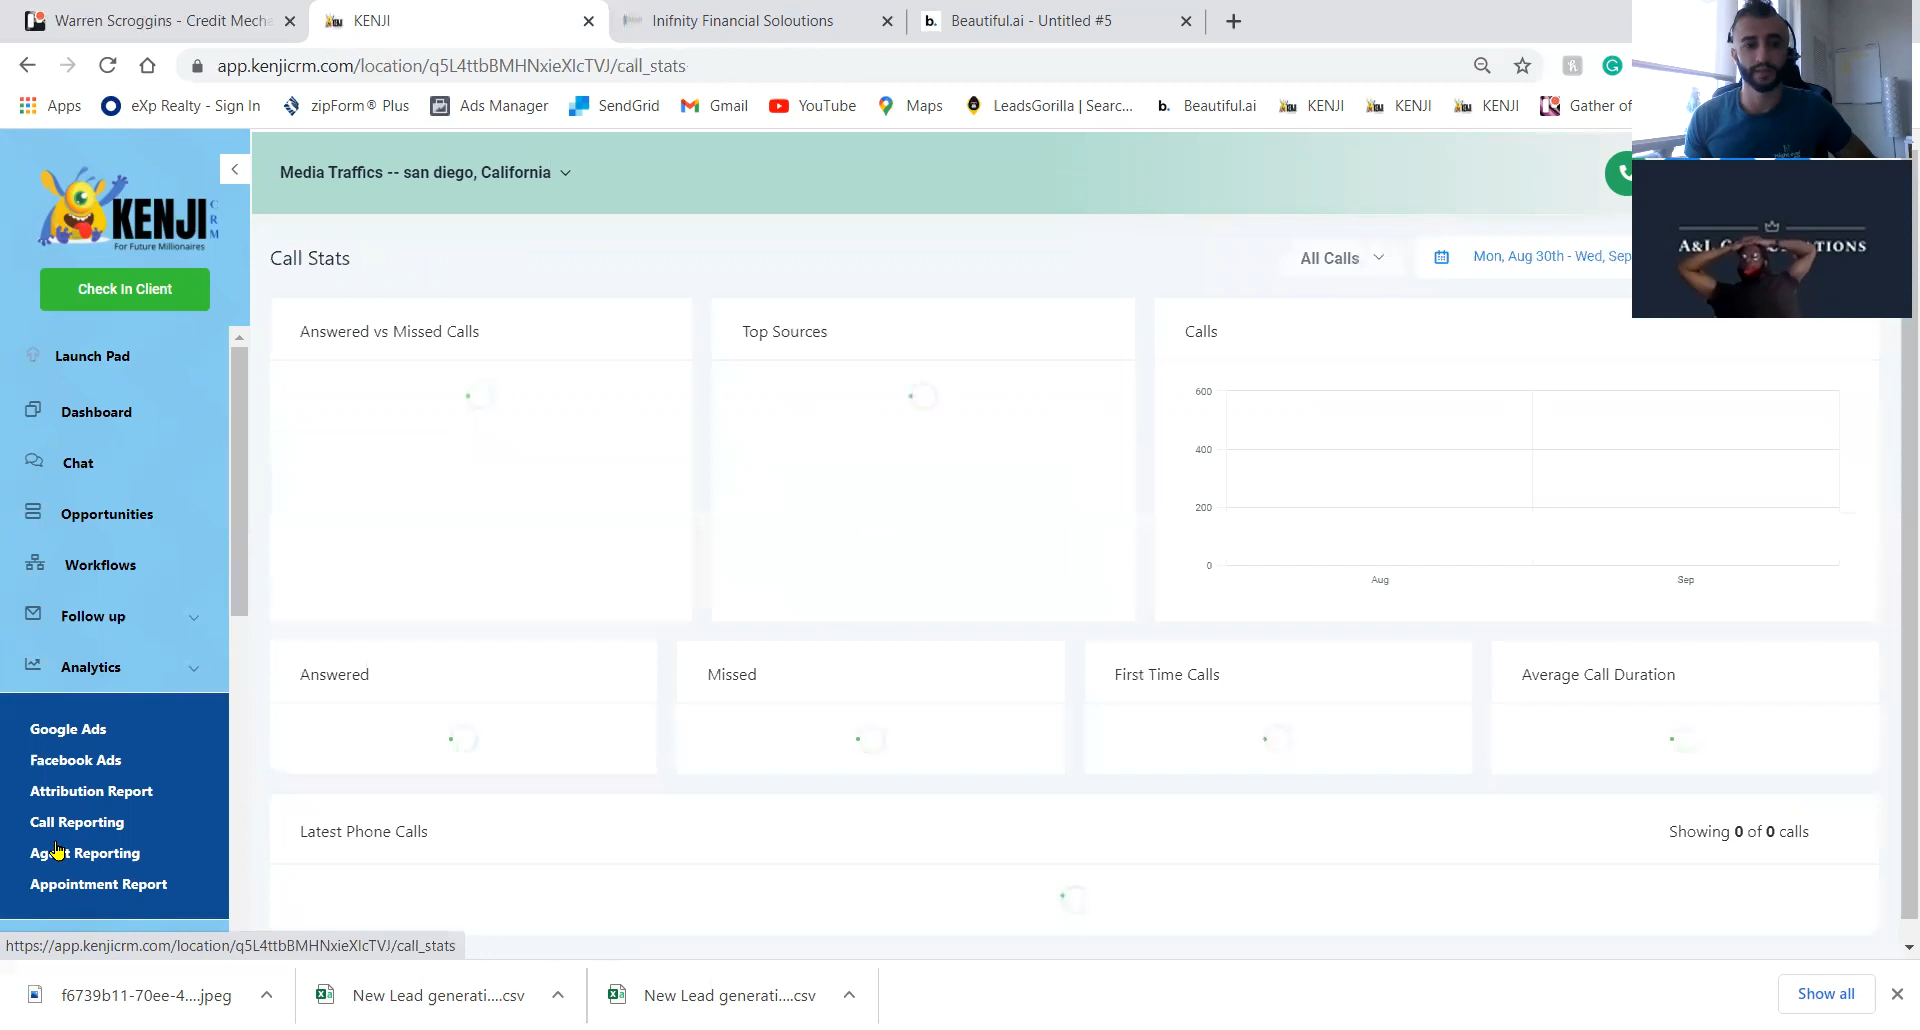 Warren Scroggins - Credit Mecha
KENJI
Inifnity Financial Soloutions
b. Beautiful.ai - Untitled #5
app.kenjicrm.com/location/q5L4ttbBMHNxieXIcTVJ/call_stats
Apps
eXp Realty - Sign In
zipForm® Plus
Ads Manager
SendGrid
Gmail
YouTube
Maps
LeadsGorilla | Searc...
b. Beautiful.ai
KENJI
KENJI
KENJI
Gather of
KENJI
CRM
For Future Millionaires
Check In Client
Launch Pad
Dashboard
Chat
Opportunities
Workflows
Follow up
Analytics
Google Ads
Facebook Ads
Attribution Report
Call Reporting
Agent Reporting
Appointment Report
https://app.kenjicrm.com/location/q5L4ttbBMHNxieXIcTVJ/call_stats
Media Traffics -- san diego, California
Call Stats
All Calls
Mon, Aug 30th - Wed, Sep
Answered vs Missed Calls
Top Sources
Calls
600
400
200
0
Aug
Sep
Answered
Missed
First Time Calls
Average Call Duration
Latest Phone Calls
Showing 0 of 0 calls
A&L
TIONS
f6739b11-70ee-4....jpeg
New Lead generati....csv
New Lead generati....csv
Show all